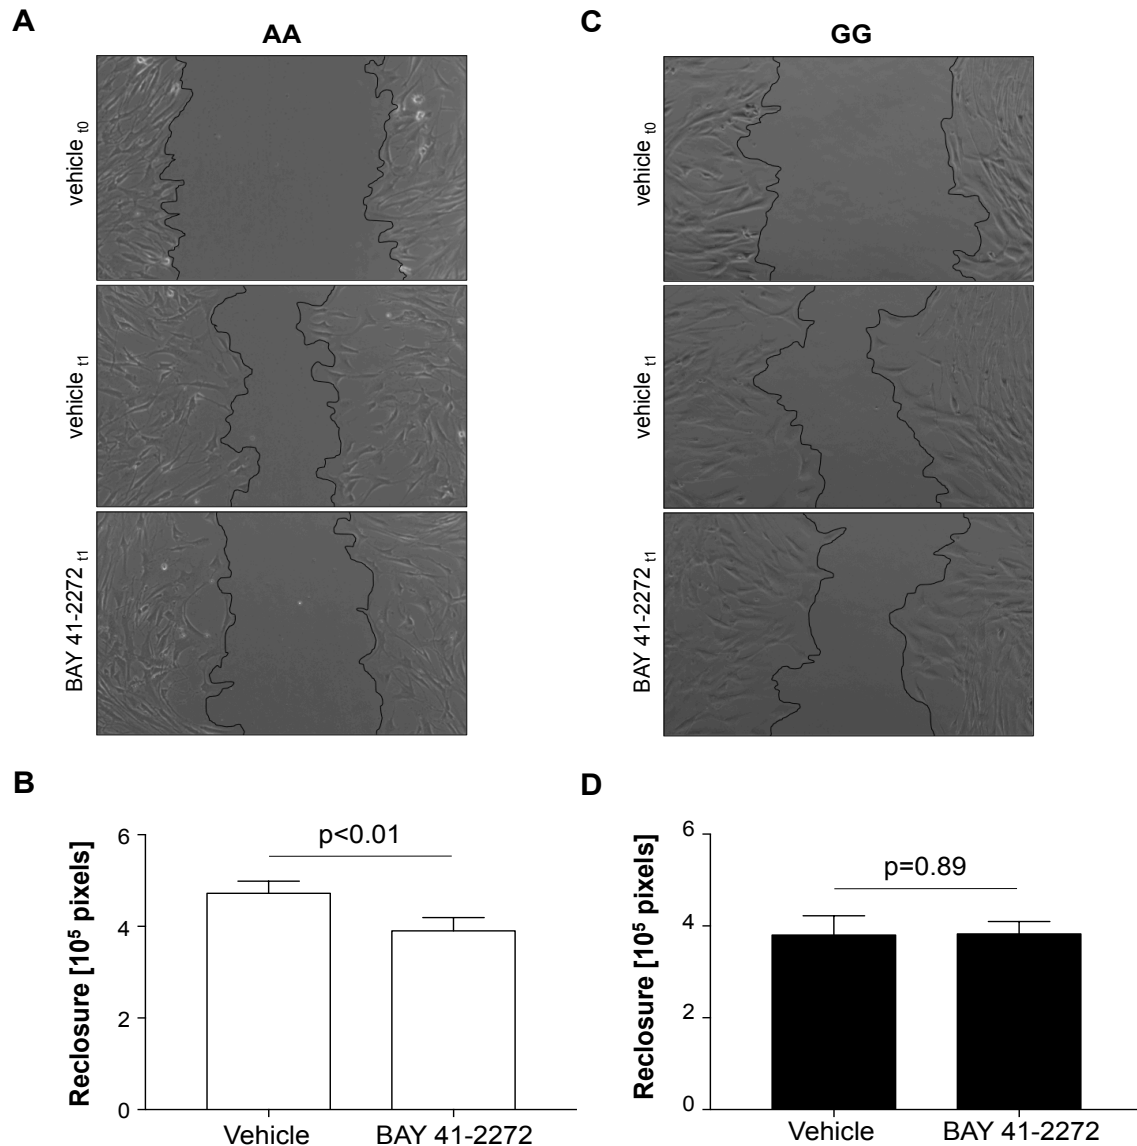 A
AA
vehicle t0
vehicle t1
BAY 41-2272 t1
C
GG
vehicle t0
vehicle t1
BAY 41-2272 t1
B
Reclosure [10⁵ pixels]
6
4
2
0
p<0.01
Vehicle
BAY 41-2272
D
Reclosure [10⁵ pixels]
6
4
2
0
p=0.89
Vehicle
BAY 41-2272